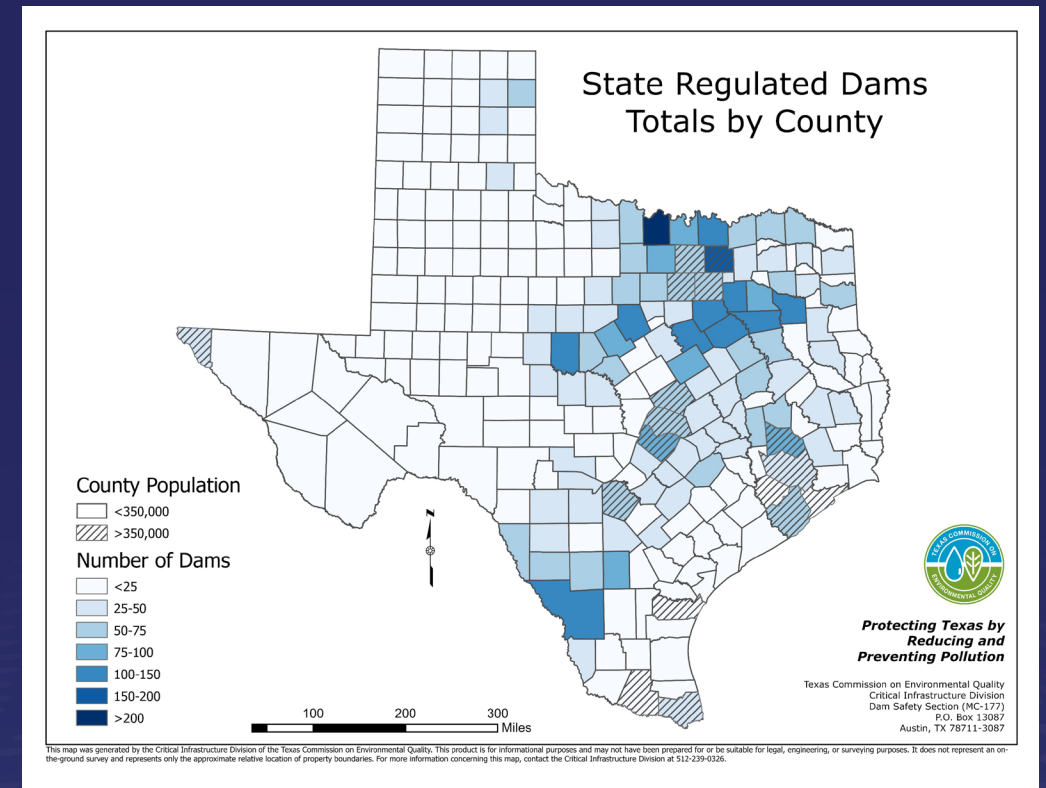 State Regulated Dams
Totals by County
County Population
<350,000
>350,000
Number of Dams
<25
25-50
50-75
75-100
100-150
150-200
>200
N
100 200 300
Miles
TEXAS COMMISSION ON
ENVIRONMENTAL QUALITY
Protecting Texas by
Reducing and
Preventing Pollution
Texas Commission on Environmental Quality
Critical Infrastructure Division
Dam Safety Section (MC-177)
P.O. Box 13087
Austin, TX 78711-3087
This map was generated by the Critical Infrastructure Division of the Texas Commission on Environmental Quality. This product is for informational purposes and may not have been prepared for or be suitable for legal, engineering, or surveying purposes. It does not represent an on-
the-ground survey and represents only the approximate relative location of property boundaries. For more information concerning this map, contact the Critical Infrastructure Division at 512-239-0326.